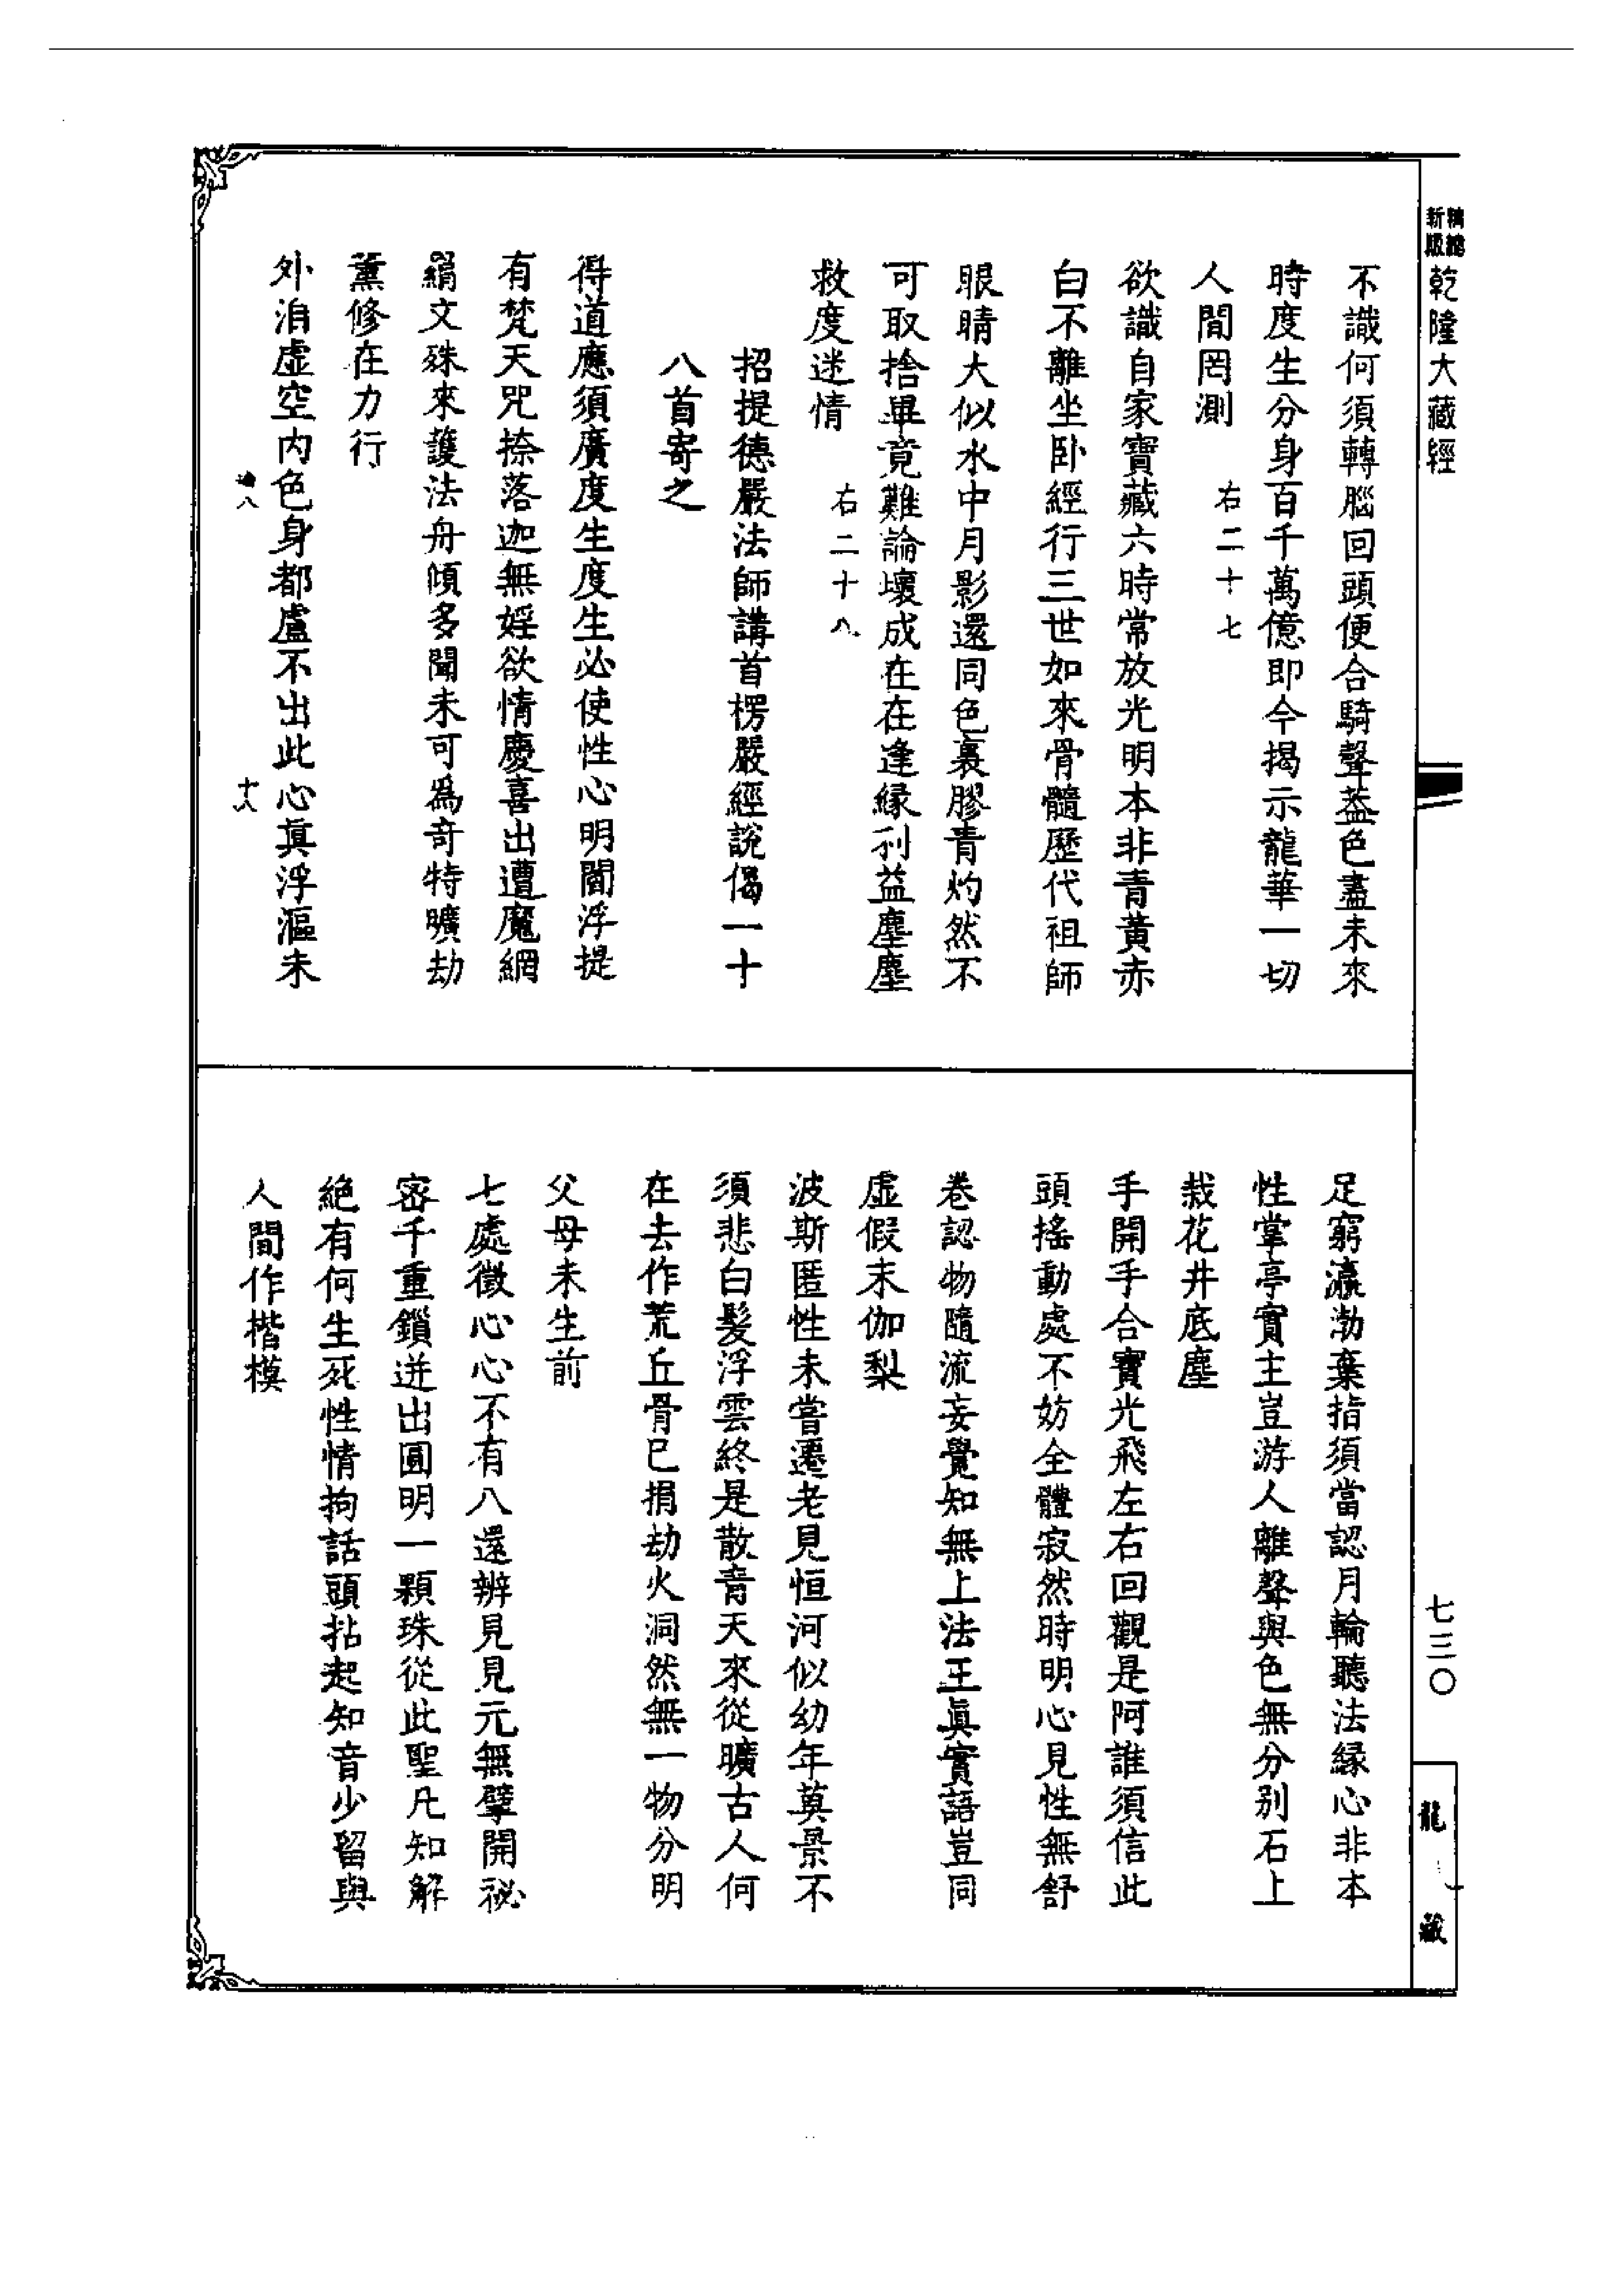 精縮
新版
乾隆大藏經
不識何須轉腦回頭便合騎聲葢色盡未來
時度生分身百千萬億即今揭示龍華一切
人間罔測
右二十七
欲識自家寶藏六時常放光明本非青黃赤
白不離坐卧經行三世如來骨髓歷代祖師
眼睛大似水中月影還同色裏膠青灼然不
可取捨畢竟難論壞成在在逢緣利益塵塵
救度迷情
右二十八
招提德嚴法師講首楞嚴經說偈一十
八首寄之
得道應須廣度生度生必使性心明閻浮提
有梵天咒捺落迦無婬欲情慶喜出遭魔網
羂文殊來護法舟傾多聞未可爲奇特曠劫
薰修在力行
外洎虛空內色身都盧不出此心眞浮漚未
八
十八
足窮瀛渤棄指須當認月輪聽法緣心非本
性掌亭實主豈游人離聲與色無分別石上
栽花井底塵
手開手合寶光飛左右回觀是阿誰須信此
頭搖動處不妨全體寂然時明心見性無舒
卷認物隨流妄覺知無上法王眞實語豈同
虛假末伽梨
波斯匿性未嘗遷老見恒河似幼年莫景不
須悲白髮浮雲終是散青天來從曠古人何
在去作荒丘骨已捐劫火洞然無一物分明
父母未生前
七處徵心心不有八還辨見見元無擘開祕
密千重鎖迸出圓明一顆珠從此聖凡知解
絕有何生死性情拘話頭拈起知音少留與
人間作楷模
七三〇
龍藏